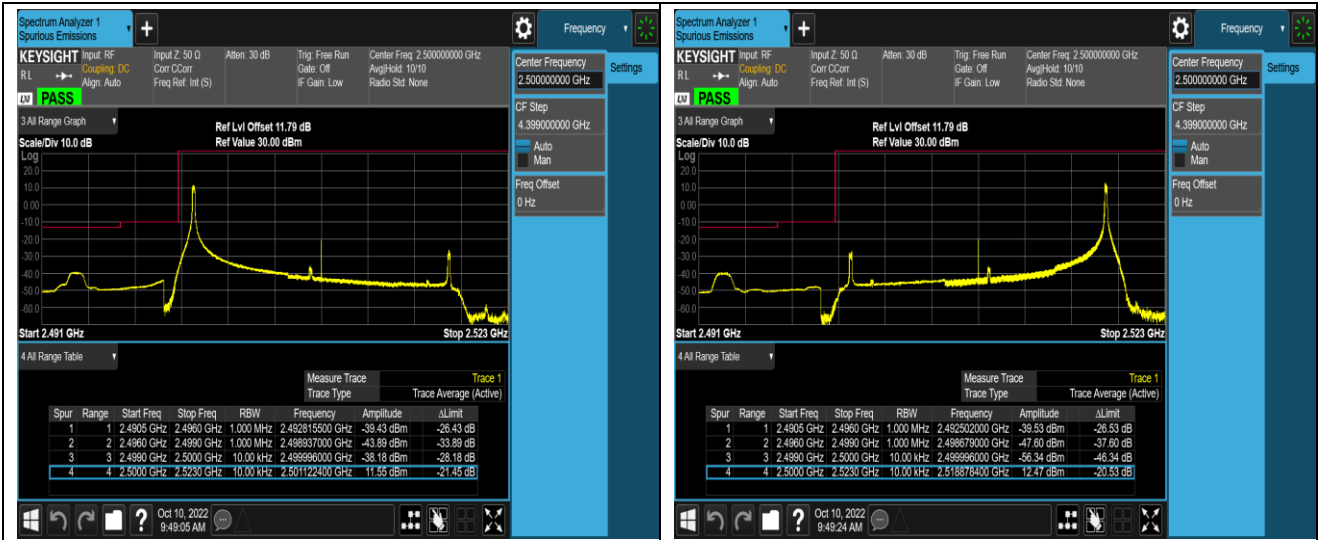 Spectrum Analyzer 1
Spurious Emissions
Frequency
KEYSIGHT
Input: RF
Coupling: DC
Align: Auto
Input Z: 50 Ω
Corr CCorr
Freq Ref: Int (S)
Atten: 30 dB
Trig: Free Run
Gate: Off
IF Gain: Low
Center Freq: 2.500000000 GHz
Avg|Hold: 10/10
Radio Std: None
R L
LXI
PASS
Center Frequency
2.500000000 GHz
Settings
CF Step
4.399000000 GHz
Auto
Man
Freq Offset
0 Hz
3 All Range Graph
Ref Lvl Offset 11.79 dB
Scale/Div 10.0 dB
Ref Value 30.00 dBm
Log
20.0
10.0
0.00
-10.0
-20.0
-30.0
-40.0
-50.0
-60.0
Start 2.491 GHz
Stop 2.523 GHz
4 All Range Table
Measure Trace Trace 1
Trace Type Trace Average (Active)
Spur Range Start Freq Stop Freq RBW Frequency Amplitude ΔLimit
1 1 2.4905 GHz 2.4960 GHz 1.000 MHz 2.492815500 GHz -39.43 dBm -26.43 dB
2 2 2.4960 GHz 2.4990 GHz 1.000 MHz 2.498937000 GHz -43.89 dBm -33.89 dB
3 3 2.4990 GHz 2.5000 GHz 10.00 kHz 2.499996000 GHz -38.18 dBm -28.18 dB
4 4 2.5000 GHz 2.5230 GHz 10.00 kHz 2.501122400 GHz 11.55 dBm -21.45 dB
?
Oct 10, 2022
9:49:05 AM
Spectrum Analyzer 1
Spurious Emissions
Frequency
KEYSIGHT
Input: RF
Coupling: DC
Align: Auto
Input Z: 50 Ω
Corr CCorr
Freq Ref: Int (S)
Atten: 30 dB
Trig: Free Run
Gate: Off
IF Gain: Low
Center Freq: 2.500000000 GHz
Avg|Hold: 10/10
Radio Std: None
R L
LXI
PASS
Center Frequency
2.500000000 GHz
Settings
CF Step
4.399000000 GHz
Auto
Man
Freq Offset
0 Hz
3 All Range Graph
Ref Lvl Offset 11.79 dB
Scale/Div 10.0 dB
Ref Value 30.00 dBm
Log
20.0
10.0
0.00
-10.0
-20.0
-30.0
-40.0
-50.0
-60.0
Start 2.491 GHz
Stop 2.523 GHz
4 All Range Table
Measure Trace Trace 1
Trace Type Trace Average (Active)
Spur Range Start Freq Stop Freq RBW Frequency Amplitude ΔLimit
1 1 2.4905 GHz 2.4960 GHz 1.000 MHz 2.492502000 GHz -39.53 dBm -26.53 dB
2 2 2.4960 GHz 2.4990 GHz 1.000 MHz 2.498679000 GHz -47.60 dBm -37.60 dB
3 3 2.4990 GHz 2.5000 GHz 10.00 kHz 2.499996000 GHz -56.34 dBm -46.34 dB
4 4 2.5000 GHz 2.5230 GHz 10.00 kHz 2.518878400 GHz 12.47 dBm -20.53 dB
?
Oct 10, 2022
9:49:24 AM